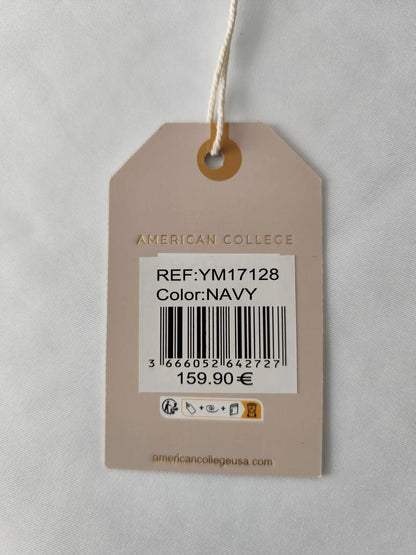 AMERICAN COLLEGE
REF:YM17128
Color:NAVY
3 666052 642727
159.90 €
+ +
americancollegeusa.com